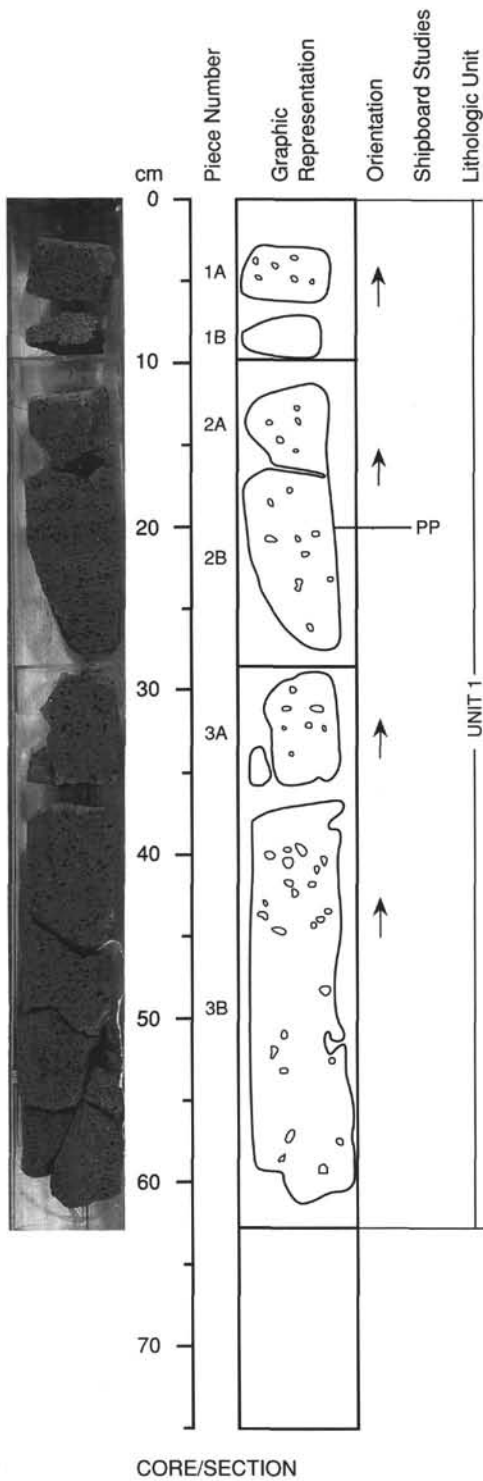 cm
Piece Number
Graphic Representation
Orientation
Shipboard Studies
Lithologic Unit
0
1A
1B
10
2A
20
PP
2B
30
3A
UNIT 1
40
3B
50
60
70
CORE/SECTION